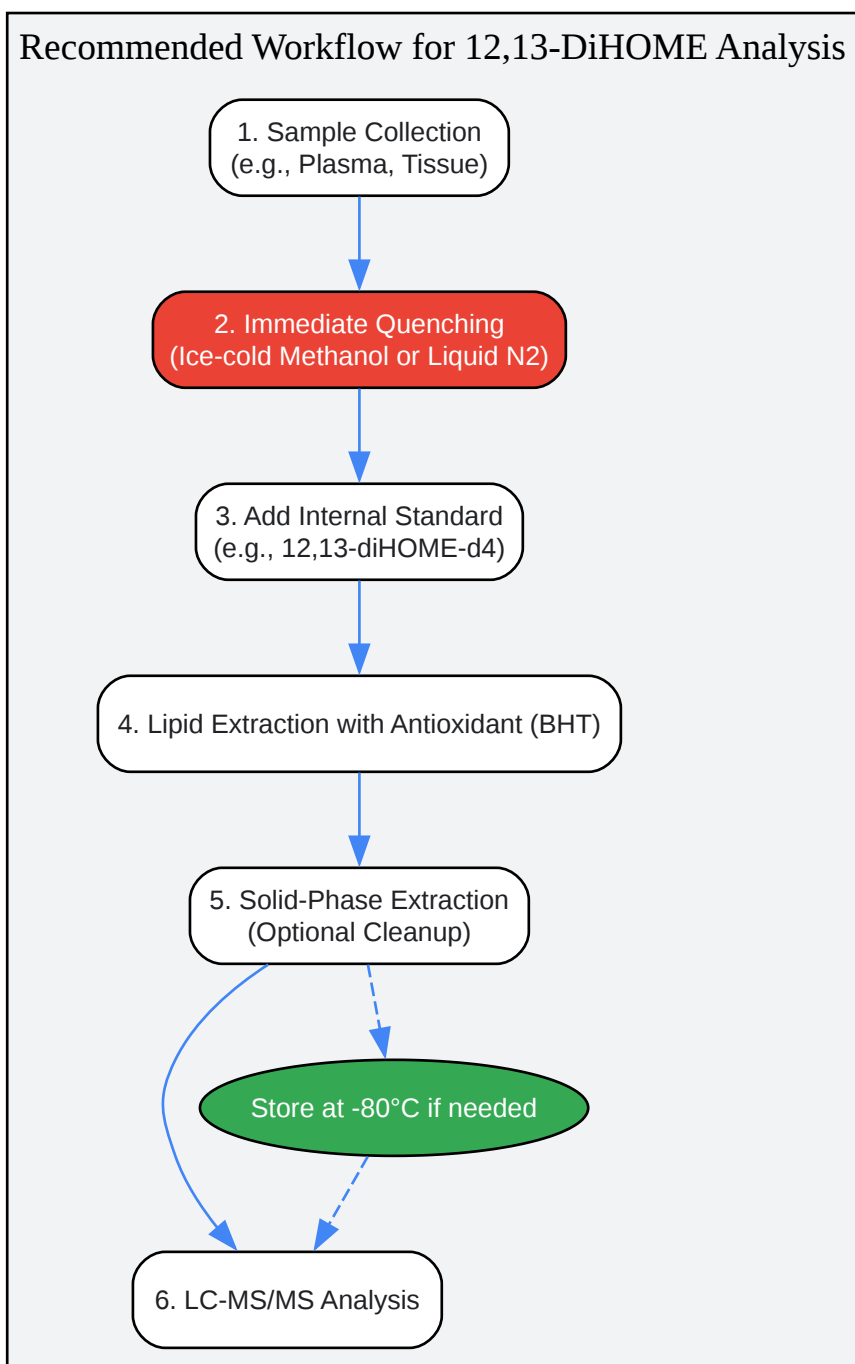 Recommended Workflow for 12,13-DiHOME Analysis
1. Sample Collection
(e.g., Plasma, Tissue)
2. Immediate Quenching
(Ice-cold Methanol or Liquid N2)
3. Add Internal Standard
(e.g., 12,13-diHOME-d4)
4. Lipid Extraction with Antioxidant (BHT)
5. Solid-Phase Extraction
(Optional Cleanup)
Store at -80°C if needed
6. LC-MS/MS Analysis